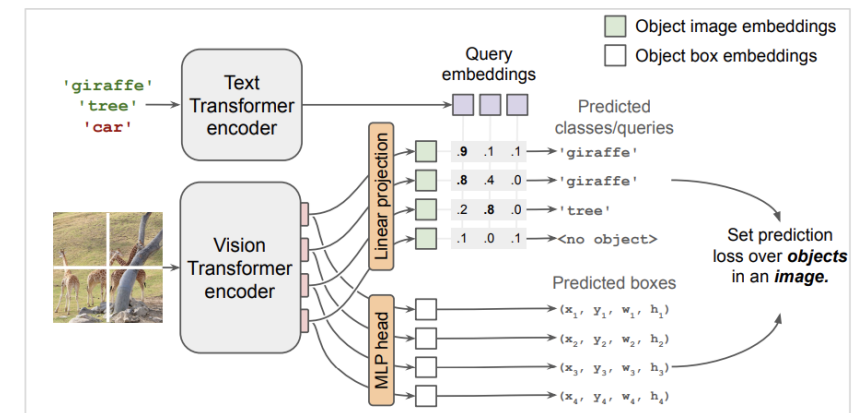 Object image embeddings
Object box embeddings
Query
embeddings
'giraffe'
'tree'
'car'
Text
Transformer
encoder
Predicted
classes/queries
Linear projection
.9 .1 .1 'giraffe'
.8 .4 .0 'giraffe'
.2 .8 .0 'tree'
.1 .0 .1 <no object>
Vision
Transformer
encoder
Set prediction
loss over objects
in an image.
Predicted boxes
MLP head
(x₁, y₁, w₁, h₁)
(x₂, y₂, w₂, h₂)
(x₃, y₃, w₃, h₃)
(x₄, y₄, w₄, h₄)